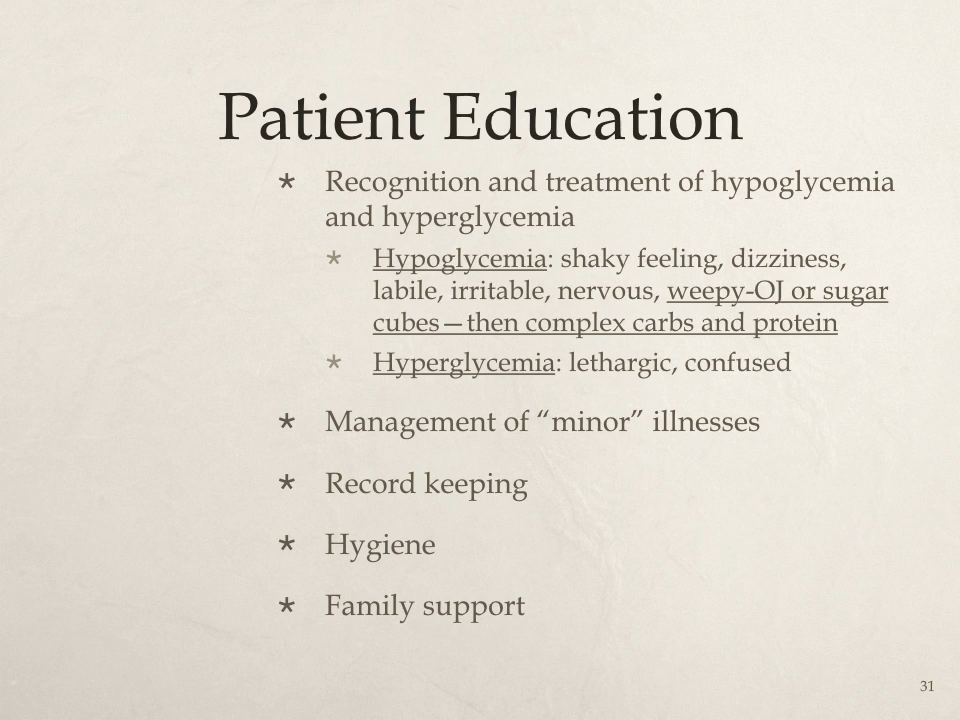 Patient Education
* Recognition and treatment of hypoglycemia
and hyperglycemia
* Hypoglycemia: shaky feeling, dizziness,
labile, irritable, nervous, weepy-OJ or sugar
cubes—then complex carbs and protein
* Hyperglycemia: lethargic, confused
* Management of “minor” illnesses
* Record keeping
* Hygiene
* Family support
31